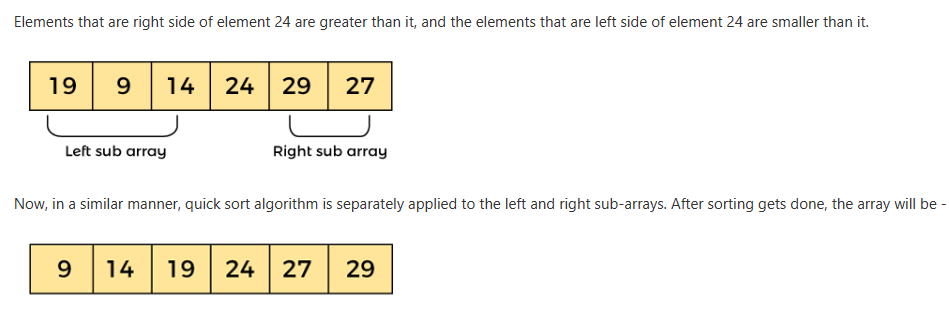 Elements that are right side of element 24 are greater than it, and the elements that are left side of element 24 are smaller than it.
19 9 14 24 29 27
Left sub array Right sub array
Now, in a similar manner, quick sort algorithm is separately applied to the left and right sub-arrays. After sorting gets done, the array will be -
9 14 19 24 27 29